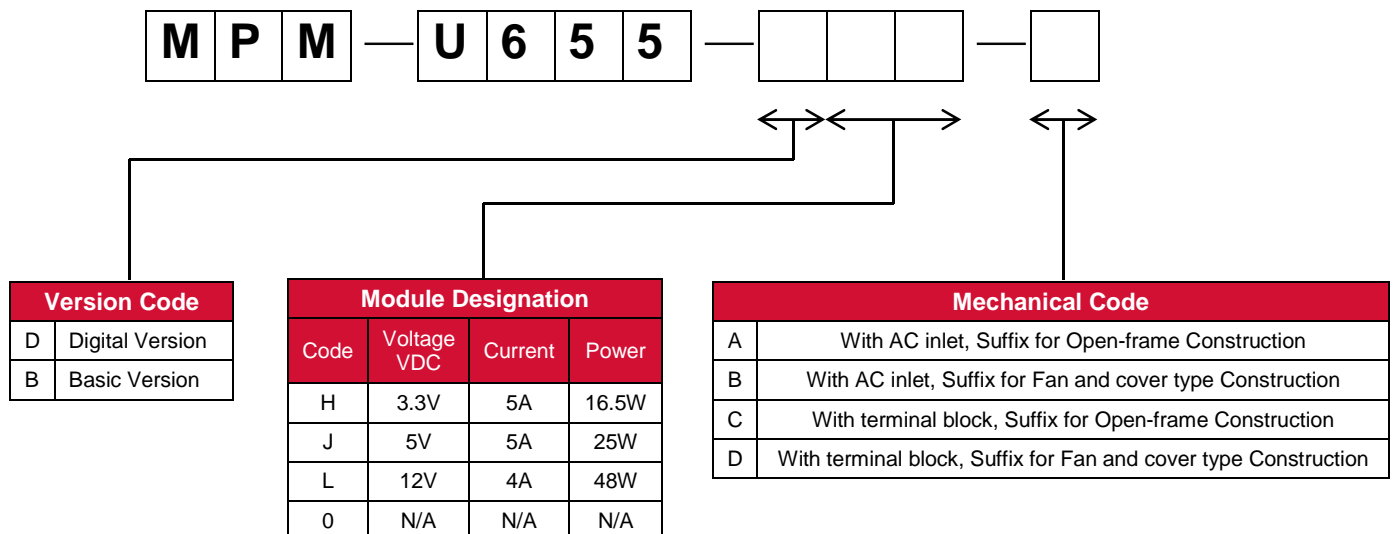 MPM — U655 — —
Version Code
D Digital Version
B Basic Version
Module Designation
Code Voltage VDC Current Power
H 3.3V 5A 16.5W
J 5V 5A 25W
L 12V 4A 48W
0 N/A N/A N/A
Mechanical Code
A With AC inlet, Suffix for Open-frame Construction
B With AC inlet, Suffix for Fan and cover type Construction
C With terminal block, Suffix for Open-frame Construction
D With terminal block, Suffix for Fan and cover type Construction